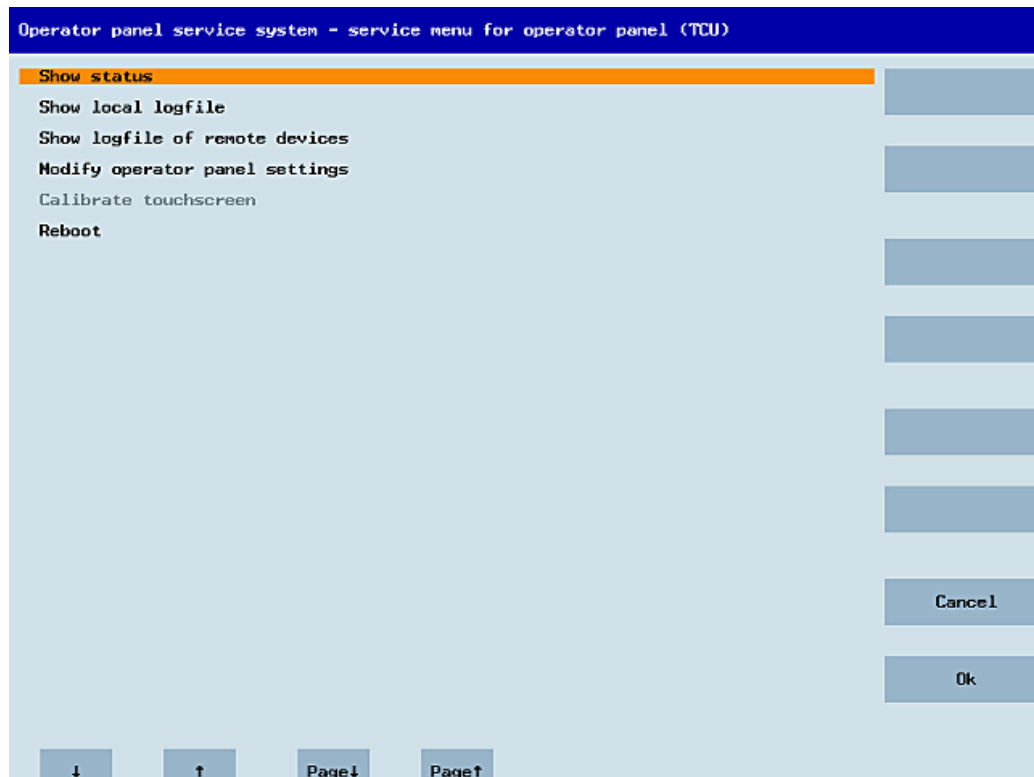 Operator panel service system - service menu for operator panel (TCU)
Show status
Show local logfile
Show logfile of remote devices
Modify operator panel settings
Calibrate touchscreen
Reboot
Cancel
Ok
↓ ↑ Page↓ Page↑